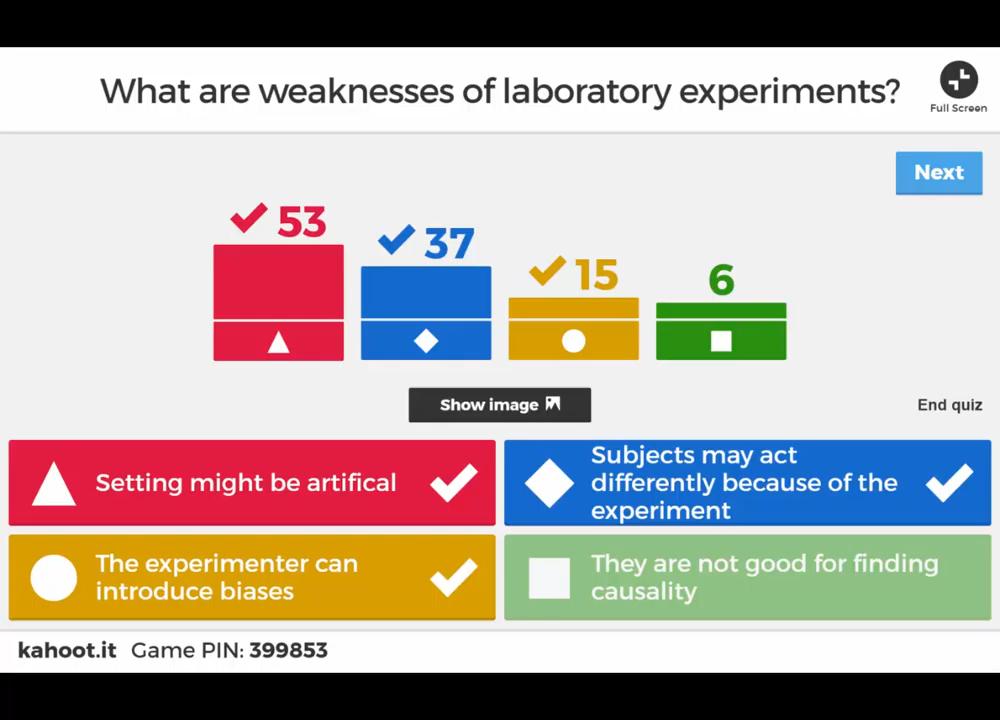 What are weaknesses of laboratory experiments?
Full Screen
Next
53
37
15
6
Show image
End quiz
Setting might be artifical
Subjects may act
differently because of the
experiment
The experimenter can
introduce biases
They are not good for finding
causality
kahoot.it Game PIN: 399853